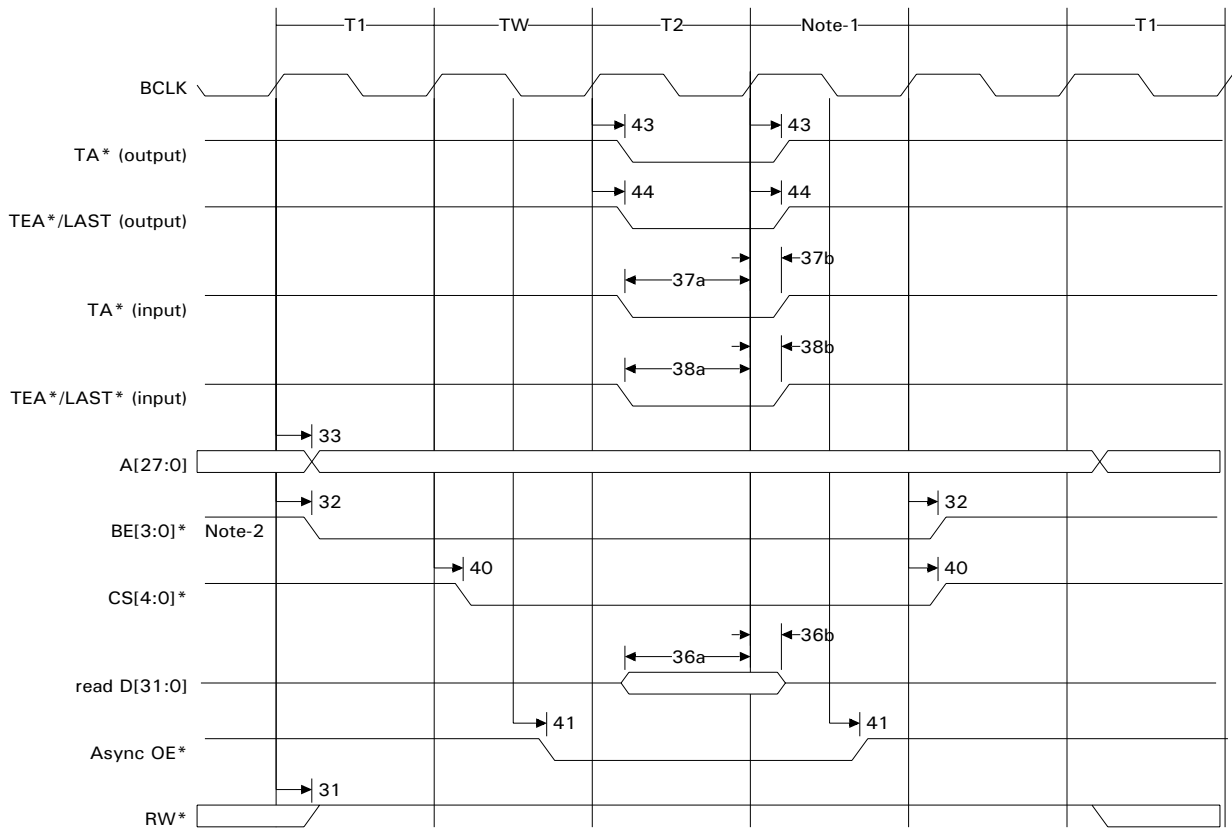 T1 TW T2 Note-1 T1
BCLK
43 43
TA* (output)
44 44
TEA*/LAST (output)
37b
37a
TA* (input)
38b
38a
TEA*/LAST* (input)
33
A[27:0]
32 32
BE[3:0]* Note-2
40 40
CS[4:0]*
36b
36a
read D[31:0]
41 41
Async OE*
31
RW*